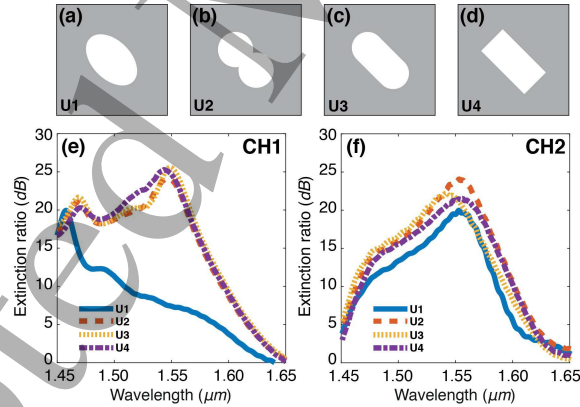 (a) (b) (c) (d)
U1 U2 U3 U4
(e) CH1
Extinction ratio (dB)
30
25
20
15
10
5
0
U1
U2
U3
U4
1.45 1.50 1.55 1.60 1.65
Wavelength (μm)
(f) CH2
Extinction ratio (dB)
30
25
20
15
10
5
0
U1
U2
U3
U4
1.45 1.50 1.55 1.60 1.65
Wavelength (μm)